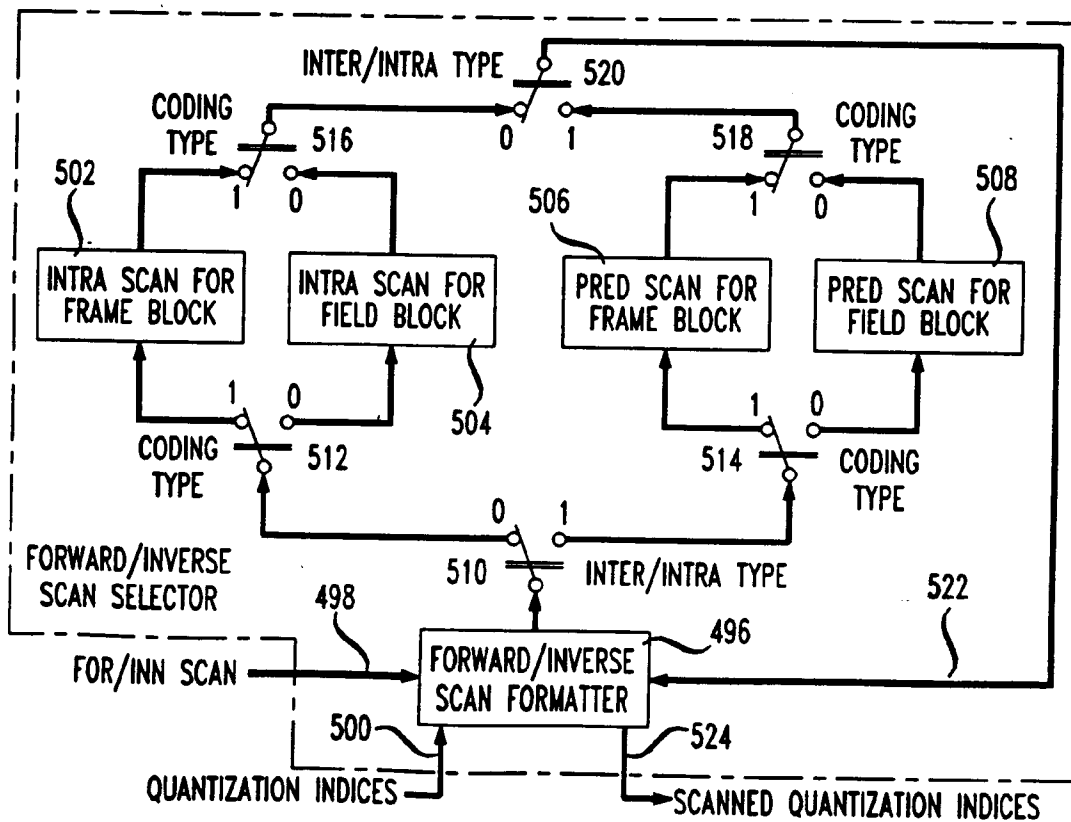 INTER/INTRA TYPE
520
0
1
CODING
TYPE
516
1
0
518
CODING
TYPE
1
0
502
506
508
INTRA SCAN FOR
FRAME BLOCK
INTRA SCAN FOR
FIELD BLOCK
PRED SCAN FOR
FRAME BLOCK
PRED SCAN FOR
FIELD BLOCK
504
1
0
512
CODING
TYPE
1
0
514
CODING
TYPE
0
1
510
INTER/INTRA TYPE
FORWARD/INVERSE
SCAN SELECTOR
498
496
522
FOR/INN SCAN
FORWARD/INVERSE
SCAN FORMATTER
500
524
QUANTIZATION INDICES
SCANNED QUANTIZATION INDICES